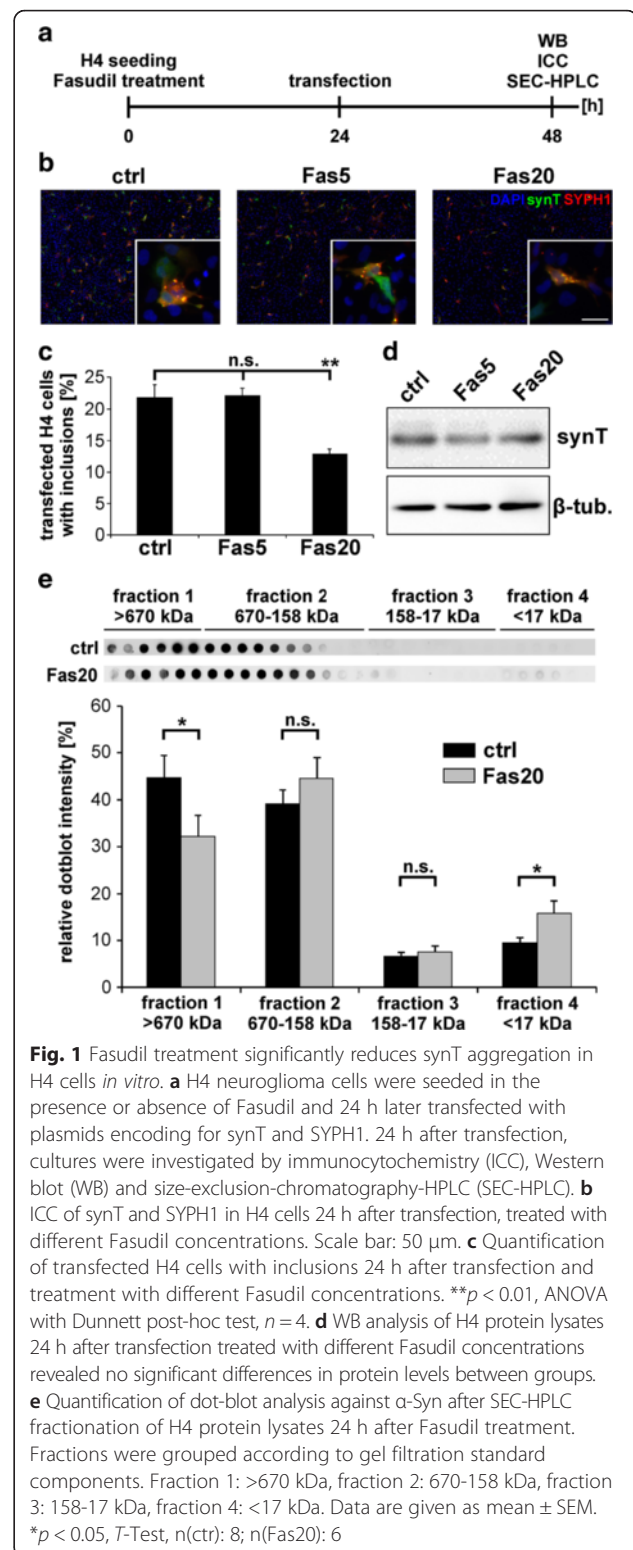 a
H4 seeding
Fasudil treatment
transfection
WB
ICC
SEC-HPLC
[h]
0
24
48
b
ctrl
Fas5
Fas20
DAPI synT SYPH1
c
transfected H4 cells
with inclusions [%]
25
20
15
10
5
0
n.s.
**
ctrl
Fas5
Fas20
d
ctrl
Fas5
Fas20
synT
β-tub.
e
fraction 1
>670 kDa
fraction 2
670-158 kDa
fraction 3
158-17 kDa
fraction 4
<17 kDa
ctrl
Fas20
relative dotblot intensity [%]
60
50
40
30
20
10
0
*
n.s.
n.s.
*
ctrl
Fas20
fraction 1
>670 kDa
fraction 2
670-158 kDa
fraction 3
158-17 kDa
fraction 4
<17 kDa
Fig. 1 Fasudil treatment significantly reduces synT aggregation in
H4 cells in vitro. a H4 neuroglioma cells were seeded in the
presence or absence of Fasudil and 24 h later transfected with
plasmids encoding for synT and SYPH1. 24 h after transfection,
cultures were investigated by immunocytochemistry (ICC), Western
blot (WB) and size-exclusion-chromatography-HPLC (SEC-HPLC). b
ICC of synT and SYPH1 in H4 cells 24 h after transfection, treated with
different Fasudil concentrations. Scale bar: 50 μm. c Quantification
of transfected H4 cells with inclusions 24 h after transfection and
treatment with different Fasudil concentrations. **p < 0.01, ANOVA
with Dunnett post-hoc test, n = 4. d WB analysis of H4 protein lysates
24 h after transfection treated with different Fasudil concentrations
revealed no significant differences in protein levels between groups.
e Quantification of dot-blot analysis against α-Syn after SEC-HPLC
fractionation of H4 protein lysates 24 h after Fasudil treatment.
Fractions were grouped according to gel filtration standard
components. Fraction 1: >670 kDa, fraction 2: 670-158 kDa, fraction
3: 158-17 kDa, fraction 4: <17 kDa. Data are given as mean ± SEM.
*p < 0.05, T-Test, n(ctr): 8; n(Fas20): 6